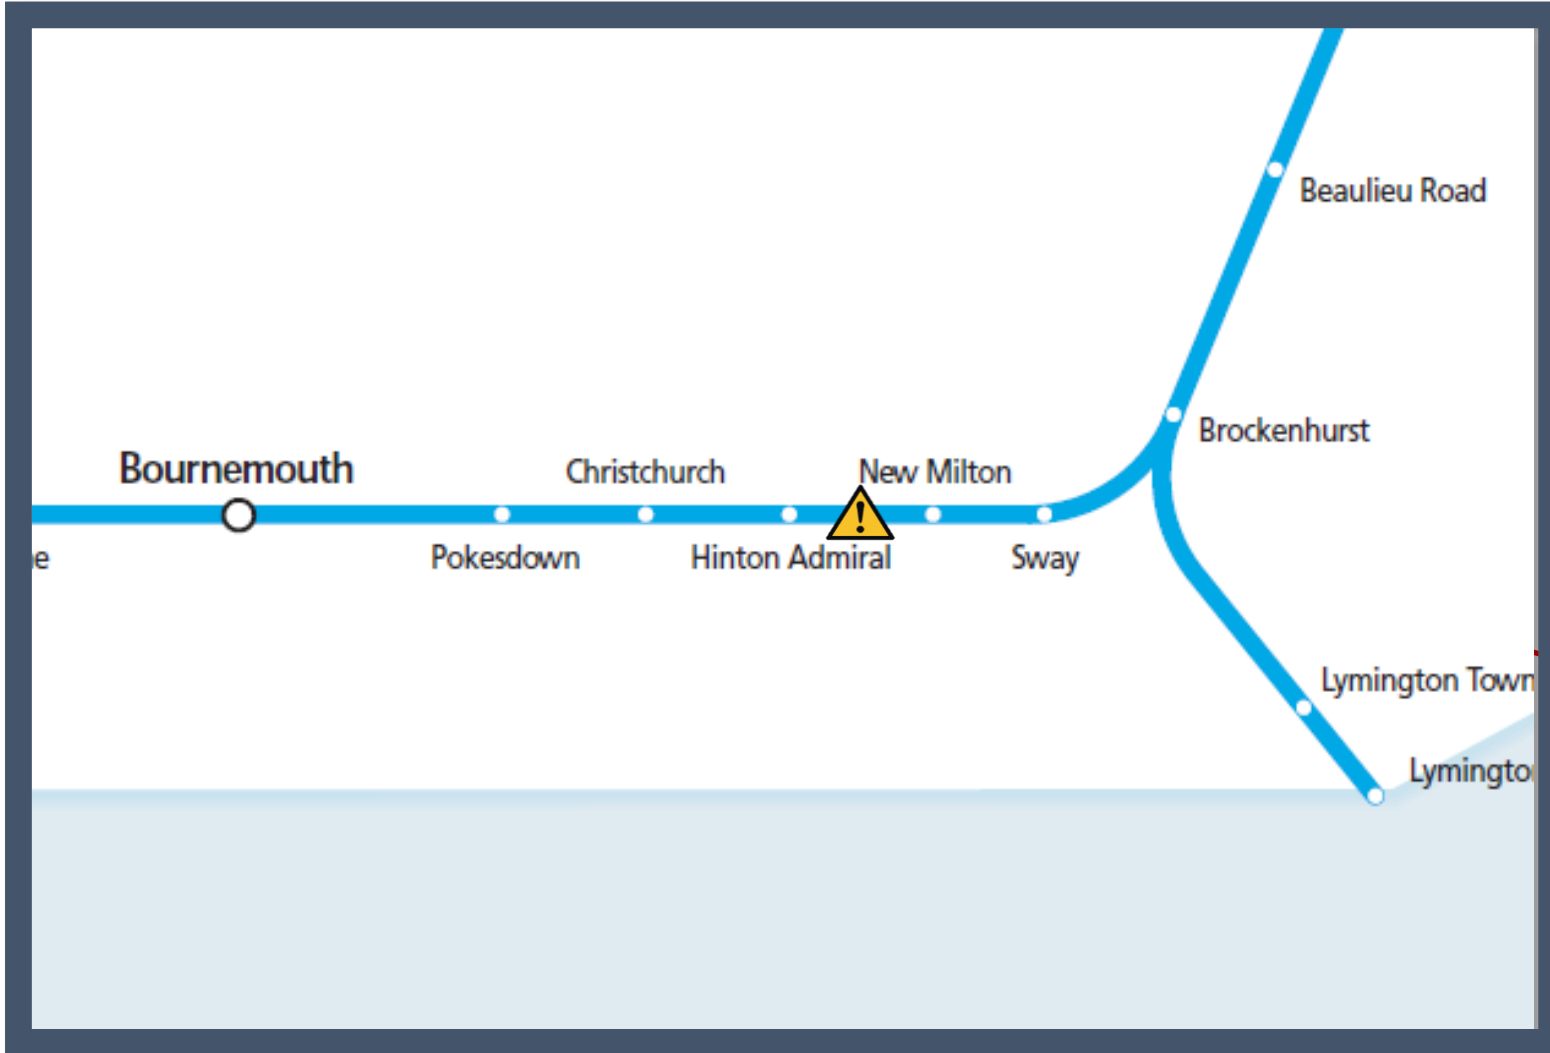 Beaulieu Road
Brockenhurst
Bournemouth
Christchurch
New Milton
Pokesdown
Hinton Admiral
Sway
Lymington Town